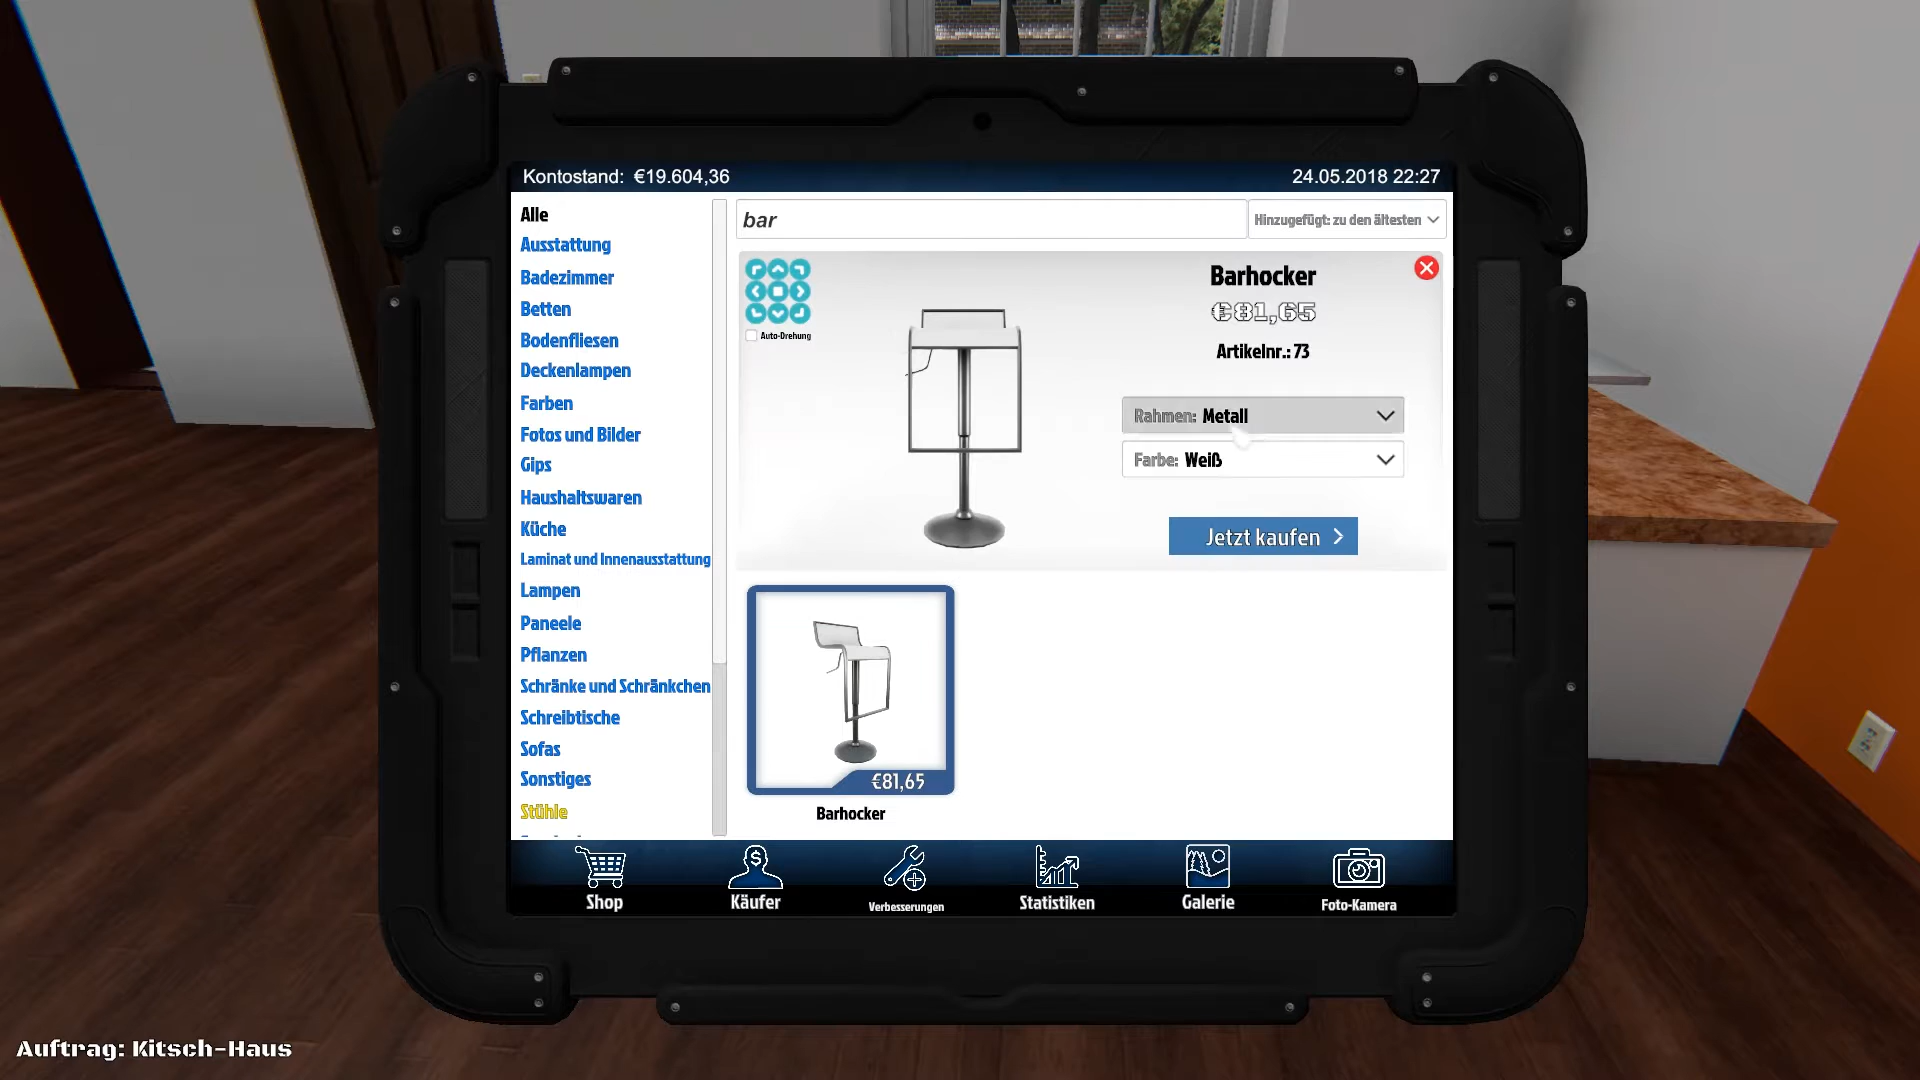 Kontostand: €19.604,36
24.05.2018 22:27
Alle
Ausstattung
Badezimmer
Betten
Bodenfliesen
Deckenlampen
Farben
Fotos und Bilder
Gips
Haushaltswaren
Küche
Laminat und Innenausstattung
Lampen
Paneele
Pflanzen
Schränke und Schränkchen
Schreibtische
Sofas
Sonstiges
Stühle
bar
Hinzugefügt: zu den ältesten
Auto-Drehung
Barhocker
€81,65
Artikelnr.: 73
Rahmen: Metall
Farbe: Weiß
Jetzt kaufen
€81,65
Barhocker
Shop
Käufer
Verbesserungen
Statistiken
Galerie
Foto-Kamera
Auftrag: Kitsch-Haus